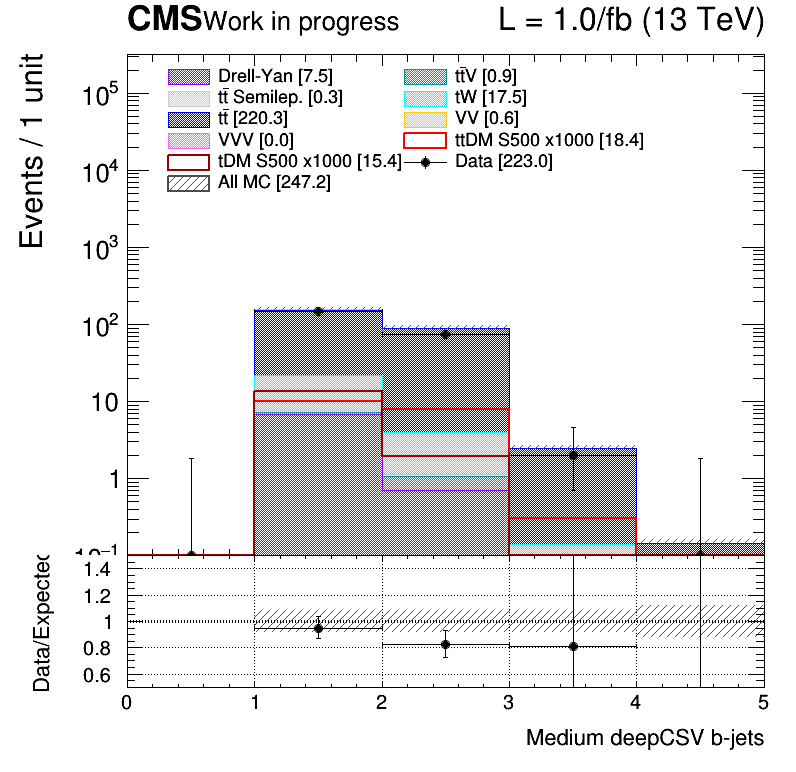 CMS Work in progress L = 1.0/fb (13 TeV)
Events / 1 unit
Drell-Yan [7.5] tt̄V [0.9]
tt̄ Semilep. [0.3] tW [17.5]
tt̄ [220.3] VV [0.6]
VVV [0.0] ttDM S500 x1000 [18.4]
tDM S500 x1000 [15.4] Data [223.0]
All MC [247.2]
10⁵
10⁴
10³
10²
10
1
10⁻¹
Data/Expected
1.4
1.2
1
0.8
0.6
0 1 2 3 4 5
Medium deepCSV b-jets